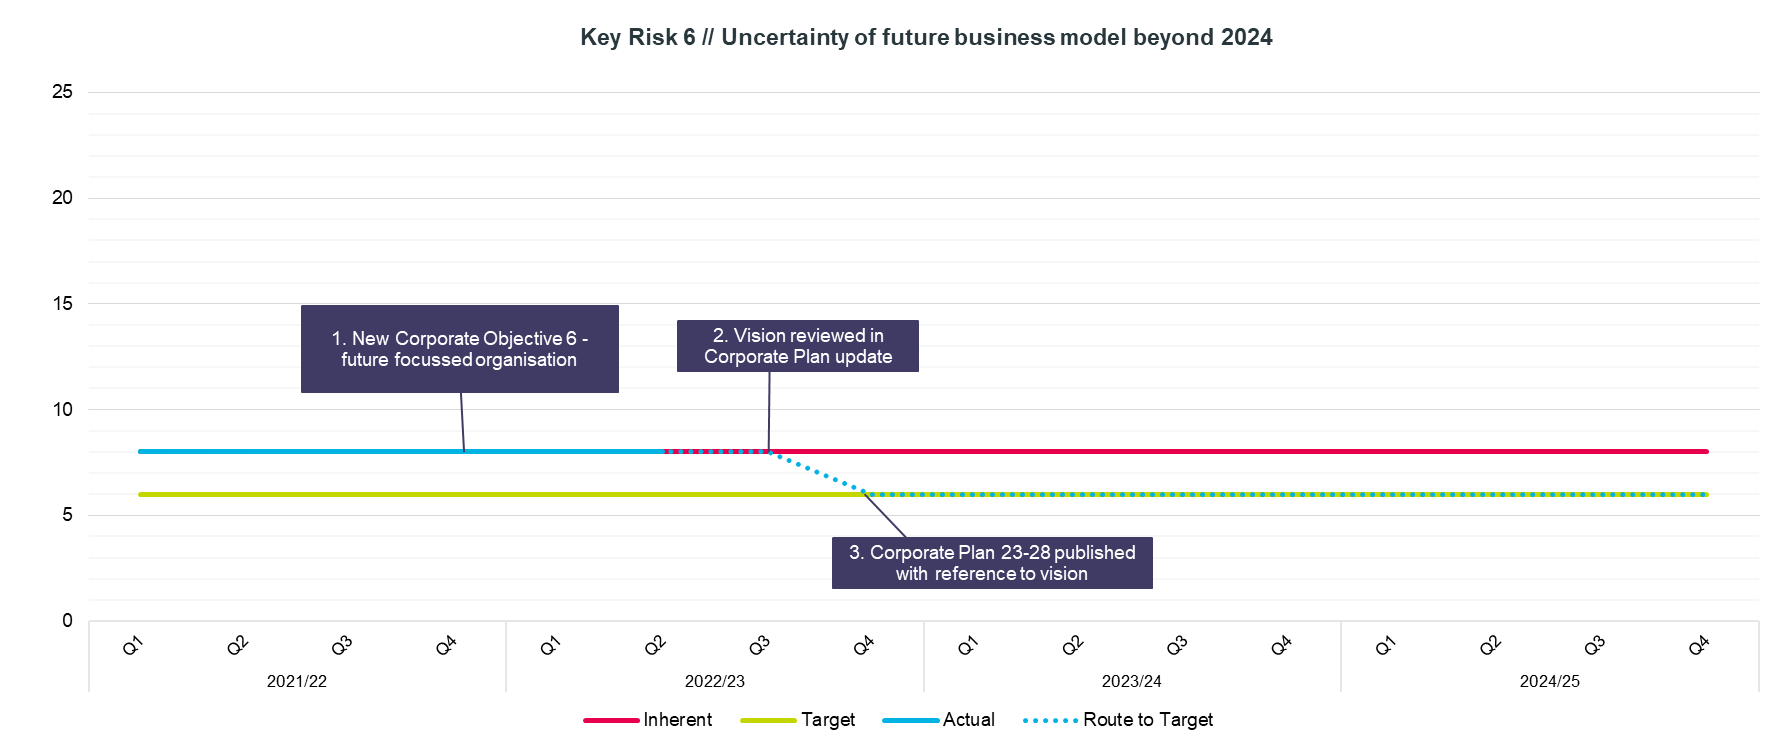 Key Risk 6 // Uncertainty of future business model beyond 2024
25
20
15
10
5
0
1. New Corporate Objective 6 -
future focussed organisation
2. Vision reviewed in
Corporate Plan update
3. Corporate Plan 23-28 published
with reference to vision
Q1 Q2 Q3 Q4 Q1 Q2 Q3 Q4 Q1 Q2 Q3 Q4 Q1 Q2 Q3 Q4
2021/22 2022/23 2023/24 2024/25
Inherent Target Actual Route to Target